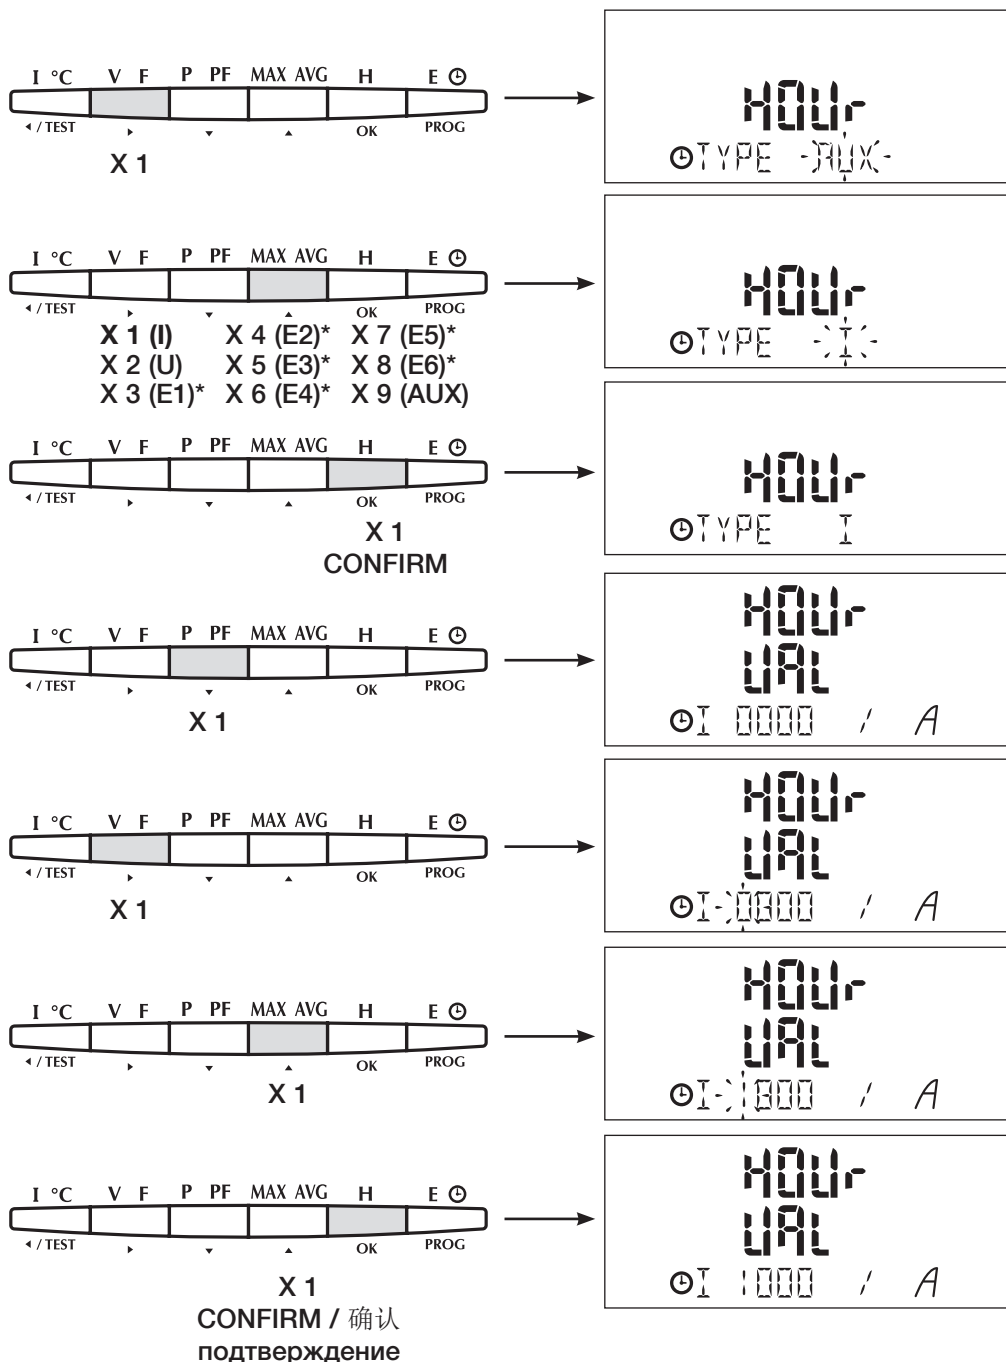 I °C V F P PF MAX AVG H E
/ TEST OK PROG
X 1
HOUr
TYPE AUX
I °C V F P PF MAX AVG H E
/ TEST OK PROG
X 1 (I) X 4 (E2)* X 7 (E5)*
X 2 (U) X 5 (E3)* X 8 (E6)*
X 3 (E1)* X 6 (E4)* X 9 (AUX)
HOUr
TYPE I
I °C V F P PF MAX AVG H E
/ TEST OK PROG
X 1
CONFIRM
HOUr
TYPE I
I °C V F P PF MAX AVG H E
/ TEST OK PROG
X 1
HOUr
VAL
I 0000 / A
I °C V F P PF MAX AVG H E
/ TEST OK PROG
X 1
HOUr
VAL
I 0000 / A
I °C V F P PF MAX AVG H E
/ TEST OK PROG
X 1
HOUr
VAL
I 1000 / A
I °C V F P PF MAX AVG H E
/ TEST OK PROG
X 1
CONFIRM / 确认
подтверждение
HOUr
VAL
I 1000 / A